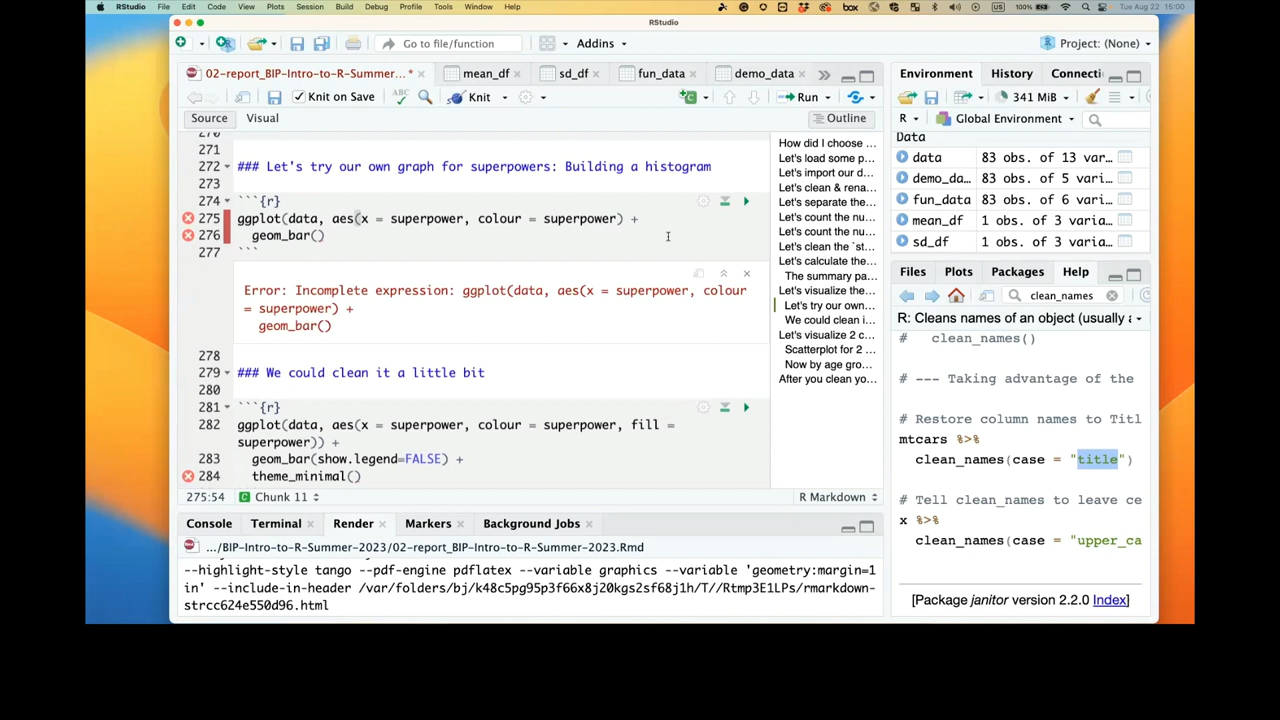 RStudio File Edit Code View Plots Session Build Debug Profile Tools Window Help box US 100% Tue Aug 22 15:00
RStudio
Go to file/function Addins Project: (None)
02-report_BIP-Intro-to-R-Summer...* mean_df sd_df fun_data demo_data
Knit on Save Knit Run
Source Visual Outline
270
271
272 ### Let's try our own graph for superpowers: Building a histogram
273
274 ```{r}
275 ggplot(data, aes(x = superpower, colour = superpower) +
276 geom_bar()
277 ```
Error: Incomplete expression: ggplot(data, aes(x = superpower, colour
= superpower) +
geom_bar()
278
279 ### We could clean it a little bit
280
281 ```{r}
282 ggplot(data, aes(x = superpower, colour = superpower, fill =
superpower)) +
283 geom_bar(show.legend=FALSE) +
284 theme_minimal()
275:54 Chunk 11 R Markdown
How did I choose ...
Let's load some p...
Let's import our d...
Let's clean & rena...
Let's separate the...
Let's count the nu...
Let's count the nu...
Let's clean the `st...
Let's calculate the...
The summary pa...
Let's visualize the...
Let's try our own...
We could clean i...
Let's visualize 2 c...
Scatterplot for 2 ...
Now by age gro...
After you clean yo...
Console Terminal Render Markers Background Jobs
.../BIP-Intro-to-R-Summer-2023/02-report_BIP-Intro-to-R-Summer-2023.Rmd
--highlight-style tango --pdf-engine pdflatex --variable graphics --variable 'geometry:margin=1
in' --include-in-header /var/folders/bj/k48c5pg95p3f66x8j20kgs2sf68j1h/T//Rtmp3E1LPs/rmarkdown-
strcc624e550d96.html
Environment History Connecti
341 MiB
R Global Environment
Data
data 83 obs. of 13 var...
demo_da... 83 obs. of 5 vari...
fun_data 83 obs. of 6 vari...
mean_df 1 obs. of 3 varia...
sd_df 1 obs. of 3 varia...
Files Plots Packages Help
clean_names
R: Cleans names of an object (usually a
# clean_names()
# --- Taking advantage of the
# Restore column names to Titl
mtcars %>%
clean_names(case = "title")
# Tell clean_names to leave ce
x %>%
clean_names(case = "upper_ca
[Package janitor version 2.2.0 Index]